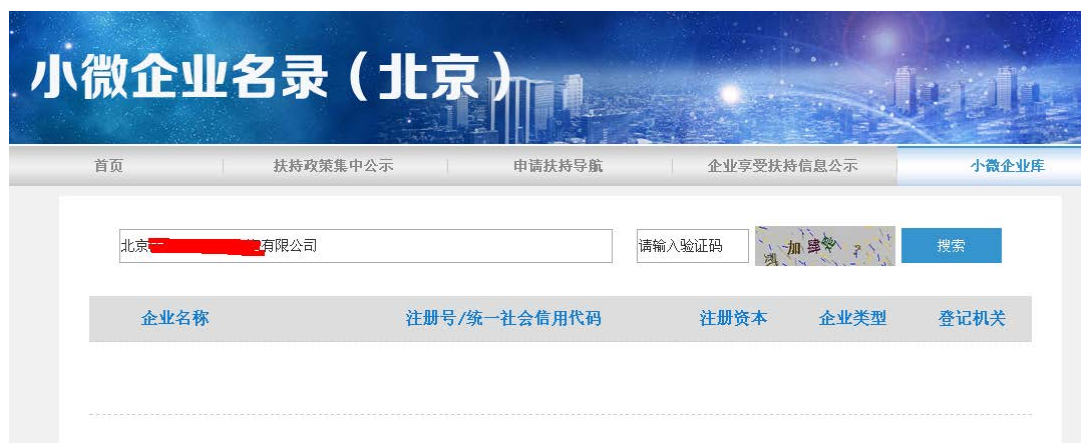 小微企业名录（北京）
首页 扶持政策集中公示 申请扶持导航 企业享受扶持信息公示 小微企业库
北京 有限公司 请输入验证码 加 肆 搜索
企业名称 注册号/统一社会信用代码 注册资本 企业类型 登记机关